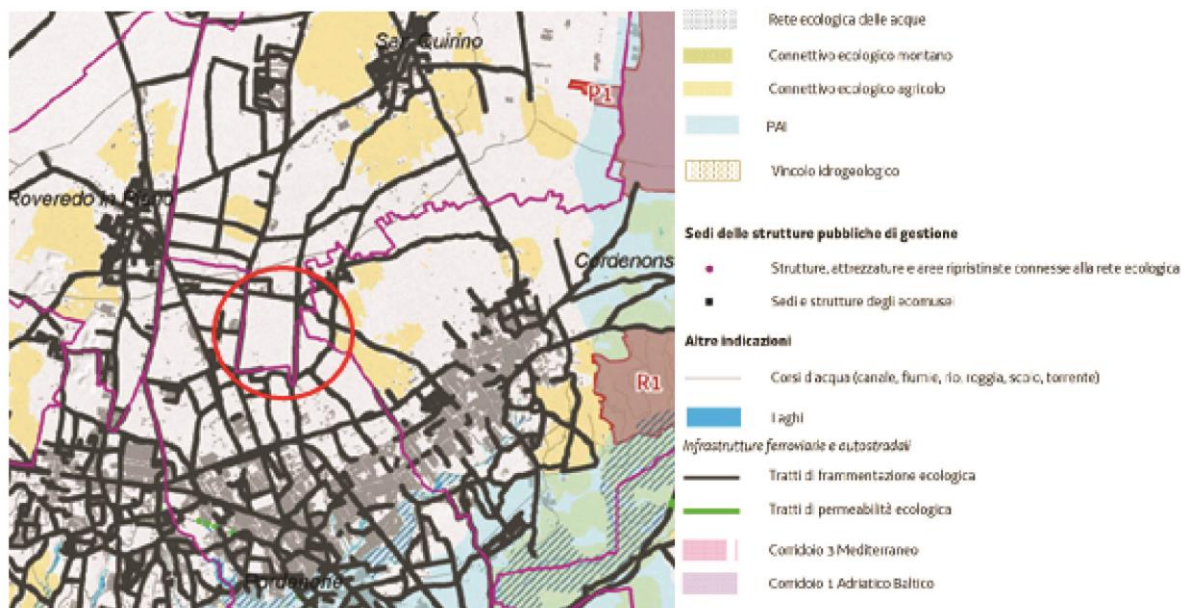 San Quirino
P1
Roveredo in Piano
Cordenons
R1
Pordenone
Rete ecologica delle acque
Connettivo ecologico montano
Connettivo ecologico agricolo
PAI
Vincolo idrogeologico
Sedi delle strutture pubbliche di gestione
Strutture, attrezzature e aree ripristinate connesse alla rete ecologica
Sedi e strutture degli ecomusei
Altre indicazioni
Corsi d'acqua (canale, fiume, rio, roggia, scolo, torrente)
Laghi
Infrastrutture ferroviarie e autostradali
Tratti di frammentazione ecologica
Tratti di permeabilità ecologica
Corridoio 3 Mediterraneo
Corridoio 1 Adriatico Baltico